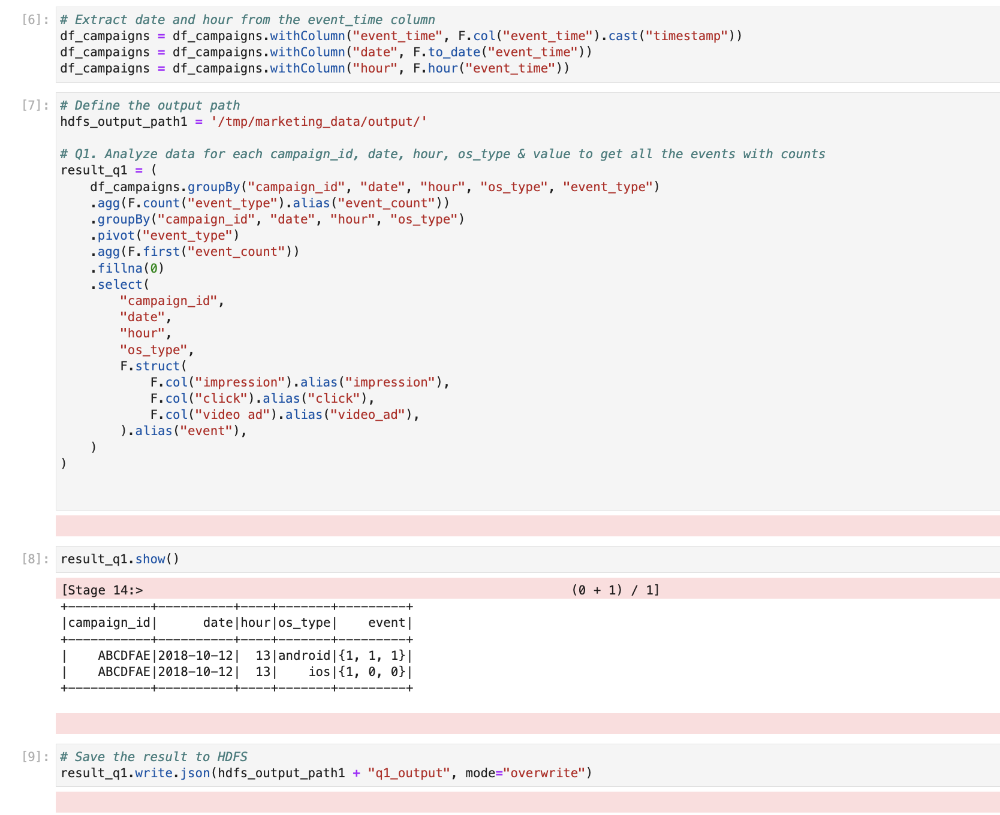 [6]: # Extract date and hour from the event_time column
df_campaigns = df_campaigns.withColumn("event_time", F.col("event_time").cast("timestamp"))
df_campaigns = df_campaigns.withColumn("date", F.to_date("event_time"))
df_campaigns = df_campaigns.withColumn("hour", F.hour("event_time"))
[7]: # Define the output path
hdfs_output_path1 = '/tmp/marketing_data/output/'
# Q1. Analyze data for each campaign_id, date, hour, os_type & value to get all the events with counts
result_q1 = (
    df_campaigns.groupBy("campaign_id", "date", "hour", "os_type", "event_type")
    .agg(F.count("event_type").alias("event_count"))
    .groupBy("campaign_id", "date", "hour", "os_type")
    .pivot("event_type")
    .agg(F.first("event_count"))
    .fillna(0)
    .select(
        "campaign_id",
        "date",
        "hour",
        "os_type",
        F.struct(
            F.col("impression").alias("impression"),
            F.col("click").alias("click"),
            F.col("video ad").alias("video_ad"),
        ).alias("event"),
    )
)
[8]: result_q1.show()
[Stage 14:>                                                         (0 + 1) / 1]
+-----------+----------+----+-------+---------+
|campaign_id|      date|hour|os_type|    event|
+-----------+----------+----+-------+---------+
|    ABCDFAE|2018-10-12|  13|android|{1, 1, 1}|
|    ABCDFAE|2018-10-12|  13|    ios|{1, 0, 0}|
+-----------+----------+----+-------+---------+
[9]: # Save the result to HDFS
result_q1.write.json(hdfs_output_path1 + "q1_output", mode="overwrite")